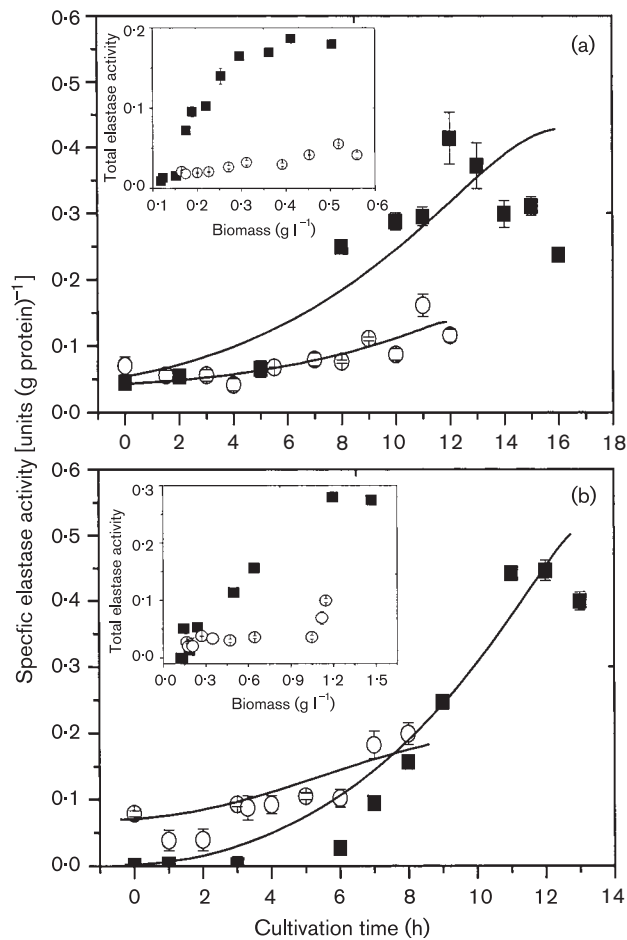 Specfic elastase activity [units (g protein)⁻¹]
(a)
0·6
0·5
0·4
0·3
0·2
0·1
0·0
0 2 4 6 8 10 12 14 16 18
Total elastase activity
0·2
0·1
0·0
0·1 0·2 0·3 0·4 0·5 0·6
Biomass (g l⁻¹)
(b)
0·6
0·5
0·4
0·3
0·2
0·1
0·0
0 2 4 6 8 10 12 14
Total elastase activity
0·3
0·2
0·1
0·0
0·0 0·3 0·6 0·9 1·2 1·5
Biomass (g l⁻¹)
Cultivation time (h)